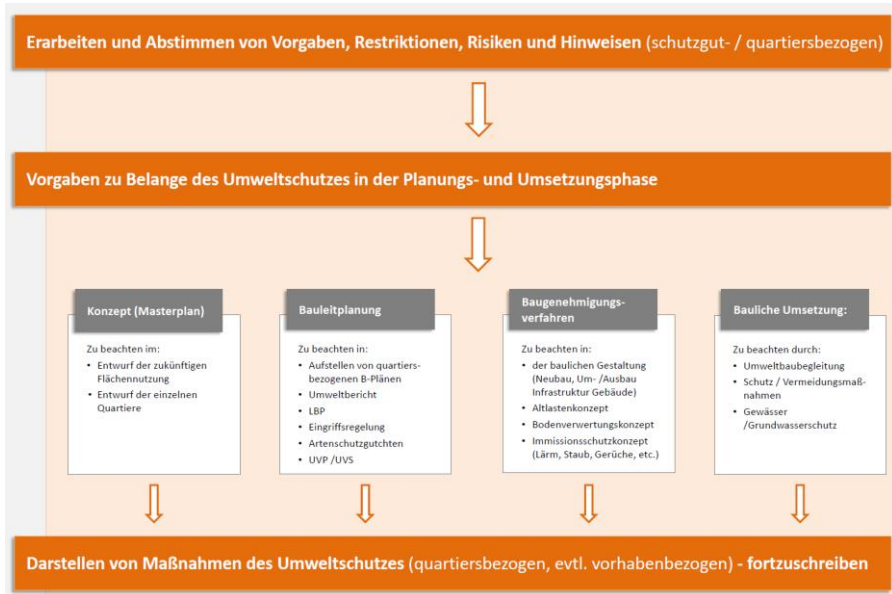 Erarbeiten und Abstimmen von Vorgaben, Restriktionen, Risiken und Hinweisen (schutzgut- / quartiersbezogen)
Vorgaben zu Belange des Umweltschutzes in der Planungs- und Umsetzungsphase
Konzept (Masterplan)
Zu beachten im:
• Entwurf der zukünftigen
Flächennutzung
• Entwurf der einzelnen
Quartiere
Bauleitplanung
Zu beachten in:
• Aufstellen von quartiers-
bezogenen B-Plänen
• Umweltbericht
• LBP
• Eingriffsregelung
• Artenschutzgutchten
• UVP /UVS
Baugenehmigungs-
verfahren
Zu beachten in:
• der baulichen Gestaltung
(Neubau, Um- /Ausbau
Infrastruktur Gebäude)
• Altlastenkonzept
• Bodenverwertungskonzept
• Immissionsschutzkonzept
(Lärm, Staub, Gerüche, etc.)
Bauliche Umsetzung:
Zu beachten durch:
• Umweltbaubegleitung
• Schutz / Vermeidungsmaß-
nahmen
• Gewässer
/Grundwasserschutz
Darstellen von Maßnahmen des Umweltschutzes (quartiersbezogen, evtl. vorhabenbezogen) - fortzuschreiben